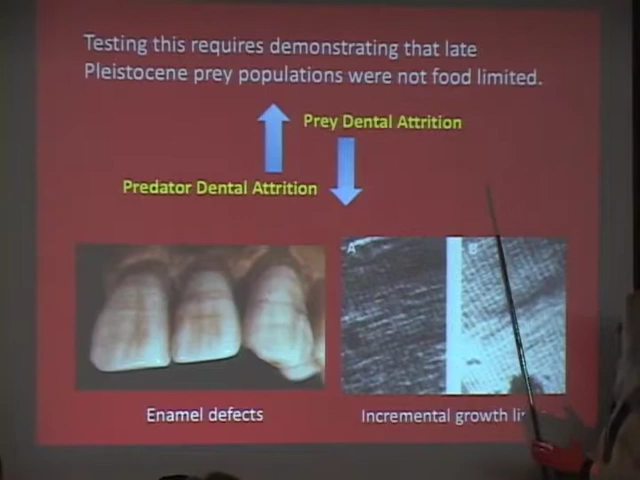 Testing this requires demonstrating that late
Pleistocene prey populations were not food limited.
Prey Dental Attrition
Predator Dental Attrition
A
B
Enamel defects
Incremental growth